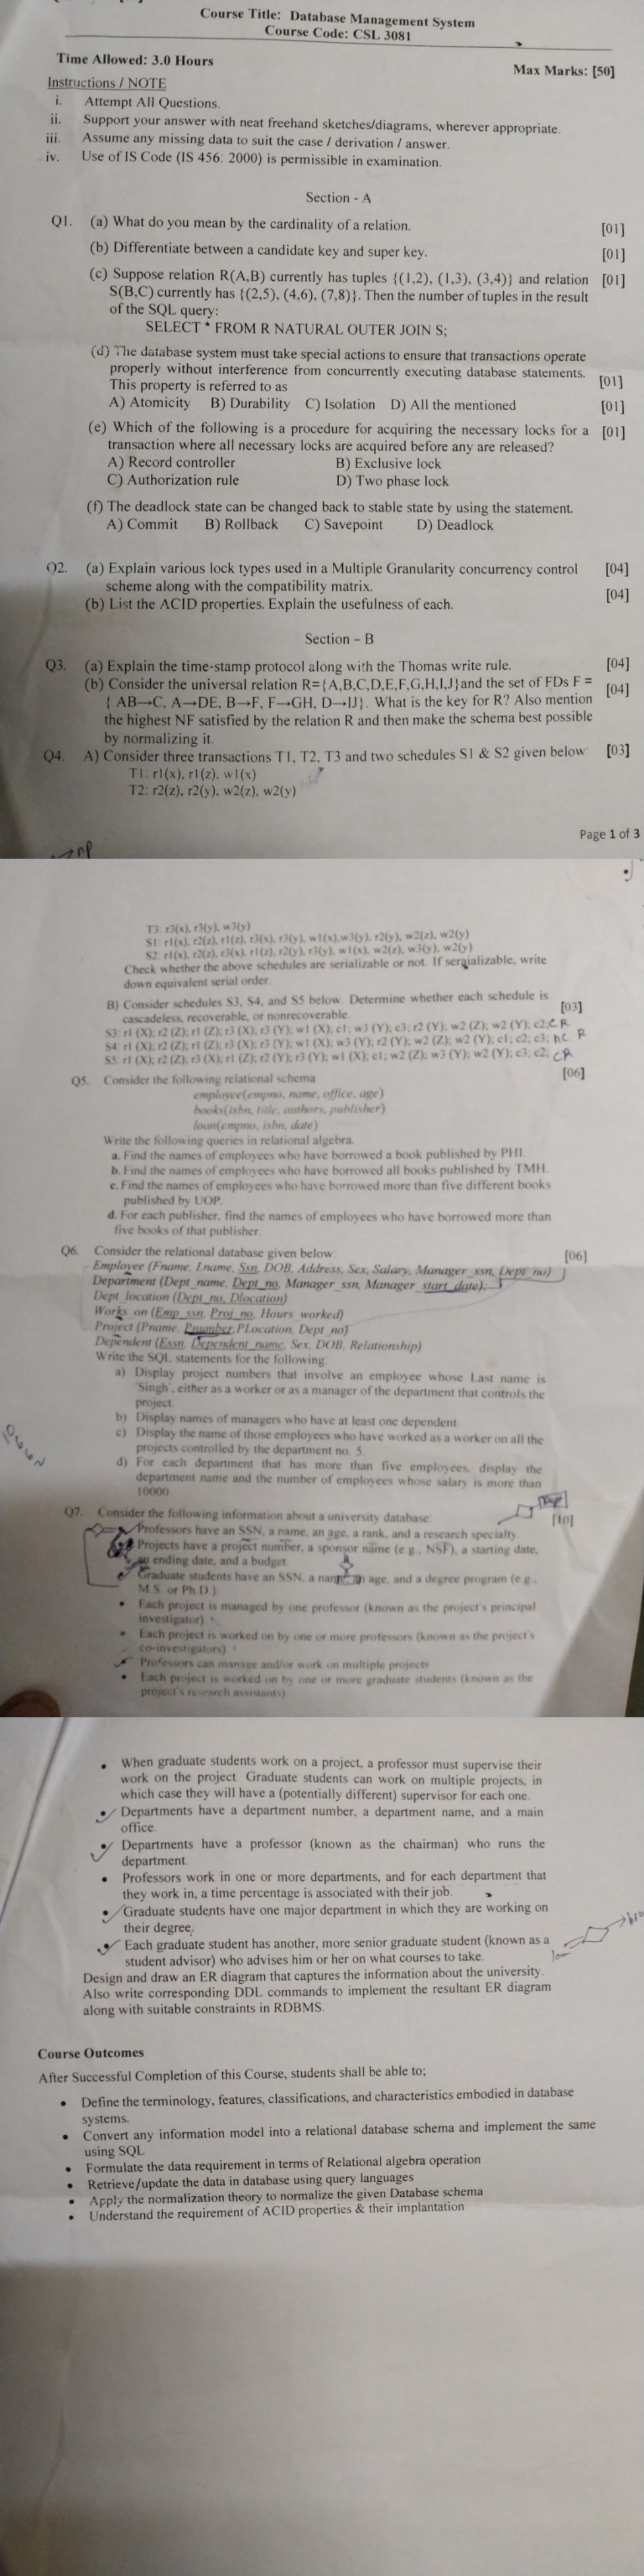 Course Title: Database Management System
Course Code: CSL 3081
Time Allowed: 3.0 Hours
Max Marks: [50]
Instructions / NOTE
i. Attempt All Questions.
ii. Support your answer with neat freehand sketches/diagrams, wherever appropriate.
iii. Assume any missing data to suit the case / derivation / answer.
iv. Use of IS Code (IS 456: 2000) is permissible in examination.
Section - A
Q1. (a) What do you mean by the cardinality of a relation. [01]
(b) Differentiate between a candidate key and super key. [01]
(c) Suppose relation R(A,B) currently has tuples {(1,2), (1,3), (3,4)} and relation [01]
S(B,C) currently has {(2,5), (4,6), (7,8)}. Then the number of tuples in the result
of the SQL query:
SELECT * FROM R NATURAL OUTER JOIN S;
(d) The database system must take special actions to ensure that transactions operate
properly without interference from concurrently executing database statements.
This property is referred to as [01]
A) Atomicity B) Durability C) Isolation D) All the mentioned [01]
(e) Which of the following is a procedure for acquiring the necessary locks for a [01]
transaction where all necessary locks are acquired before any are released?
A) Record controller B) Exclusive lock
C) Authorization rule D) Two phase lock
(f) The deadlock state can be changed back to stable state by using the statement.
A) Commit B) Rollback C) Savepoint D) Deadlock
Q2. (a) Explain various lock types used in a Multiple Granularity concurrency control [04]
scheme along with the compatibility matrix.
(b) List the ACID properties. Explain the usefulness of each. [04]
Section – B
Q3. (a) Explain the time-stamp protocol along with the Thomas write rule. [04]
(b) Consider the universal relation R={A,B,C,D,E,F,G,H,I,J}and the set of FDs F = [04]
{ AB→C, A→DE, B→F, F→GH, D→IJ}. What is the key for R? Also mention
the highest NF satisfied by the relation R and then make the schema best possible
by normalizing it.
Q4. A) Consider three transactions T1, T2, T3 and two schedules S1 & S2 given below [03]
T1: r1(x), r1(z), w1(x)
T2: r2(z), r2(y), w2(z), w2(y)
Page 1 of 3
T3: r3(x), r3(y), w3(y)
S1: r1(x), r2(z), r1(z), r3(x), r3(y), w1(x),w3(y), r2(y), w2(z), w2(y)
S2: r1(x), r2(z), r3(x), r1(z), r2(y), r3(y), w1(x), w2(z), w3(y), w2(y)
Check whether the above schedules are serializable or not. If serializable, write
down equivalent serial order.
B) Consider schedules S3, S4, and S5 below. Determine whether each schedule is [03]
cascadeless, recoverable, or nonrecoverable.
S3: r1 (X); r2 (Z); r1 (Z); r3 (X); r3 (Y); w1 (X); c1; w3 (Y); c3; r2 (Y); w2 (Z); w2 (Y); c2; CR
S4: r1 (X); r2 (Z); r1 (Z); r3 (X); r3 (Y); w1 (X); w3 (Y); r2 (Y); w2 (Z); w2 (Y); c1; c2; c3; NC R
S5: r1 (X); r2 (Z); r3 (X); r1 (Z); r2 (Y); r3 (Y); w1 (X); c1; w2 (Z); w3 (Y); w2 (Y); c3; c2; CR
Q5. Consider the following relational schema [06]
employee(empno, name, office, age)
books(isbn, title, authors, publisher)
loan(empno, isbn, date)
Write the following queries in relational algebra.
a. Find the names of employees who have borrowed a book published by PHI.
b. Find the names of employees who have borrowed all books published by TMH.
c. Find the names of employees who have borrowed more than five different books
published by UOP.
d. For each publisher, find the names of employees who have borrowed more than
five books of that publisher.
Q6. Consider the relational database given below: [06]
Employee (Fname, Lname, Ssn, DOB, Address, Sex, Salary, Manager_ssn, Dept_no)
Department (Dept_name, Dept_no, Manager_ssn, Manager_start_date),
Dept_location (Dept_no, Dlocation)
Works_on (Emp_ssn, Proj_no, Hours_worked)
Project (Pname, Pnumber,PLocation, Dept_no)
Dependent (Essn, Dependent_name, Sex, DOB, Relationship)
Write the SQL statements for the following:
a) Display project numbers that involve an employee whose Last name is
'Singh', either as a worker or as a manager of the department that controls the
project.
b) Display names of managers who have at least one dependent
c) Display the name of those employees who have worked as a worker on all the
projects controlled by the department no. 5.
d) For each department that has more than five employees, display the
department name and the number of employees whose salary is more than
10000.
Q7. Consider the following information about a university database Dept
[10]
Professors have an SSN, a name, an age, a rank, and a research specialty
Projects have a project number, a sponsor name (e.g., NSF), a starting date,
an ending date, and a budget.
Graduate students have an SSN, a name, an age, and a degree program (e.g.,
M.S. or Ph.D.)
• Each project is managed by one professor (known as the project's principal
investigator).
• Each project is worked on by one or more professors (known as the project's
co-investigators)
Professors can manage and/or work on multiple projects
• Each project is worked on by one or more graduate students (known as the
project's research assistants)
• When graduate students work on a project, a professor must supervise their
work on the project. Graduate students can work on multiple projects, in
which case they will have a (potentially different) supervisor for each one.
• Departments have a department number, a department name, and a main
office.
• Departments have a professor (known as the chairman) who runs the
department.
• Professors work in one or more departments, and for each department that
they work in, a time percentage is associated with their job.
• Graduate students have one major department in which they are working on
their degree.
• Each graduate student has another, more senior graduate student (known as a
student advisor) who advises him or her on what courses to take.
Design and draw an ER diagram that captures the information about the university.
Also write corresponding DDL commands to implement the resultant ER diagram
along with suitable constraints in RDBMS.
Course Outcomes
After Successful Completion of this Course, students shall be able to;
• Define the terminology, features, classifications, and characteristics embodied in database
systems.
• Convert any information model into a relational database schema and implement the same
using SQL
• Formulate the data requirement in terms of Relational algebra operation
• Retrieve/update the data in database using query languages
• Apply the normalization theory to normalize the given Database schema
• Understand the requirement of ACID properties & their implantation